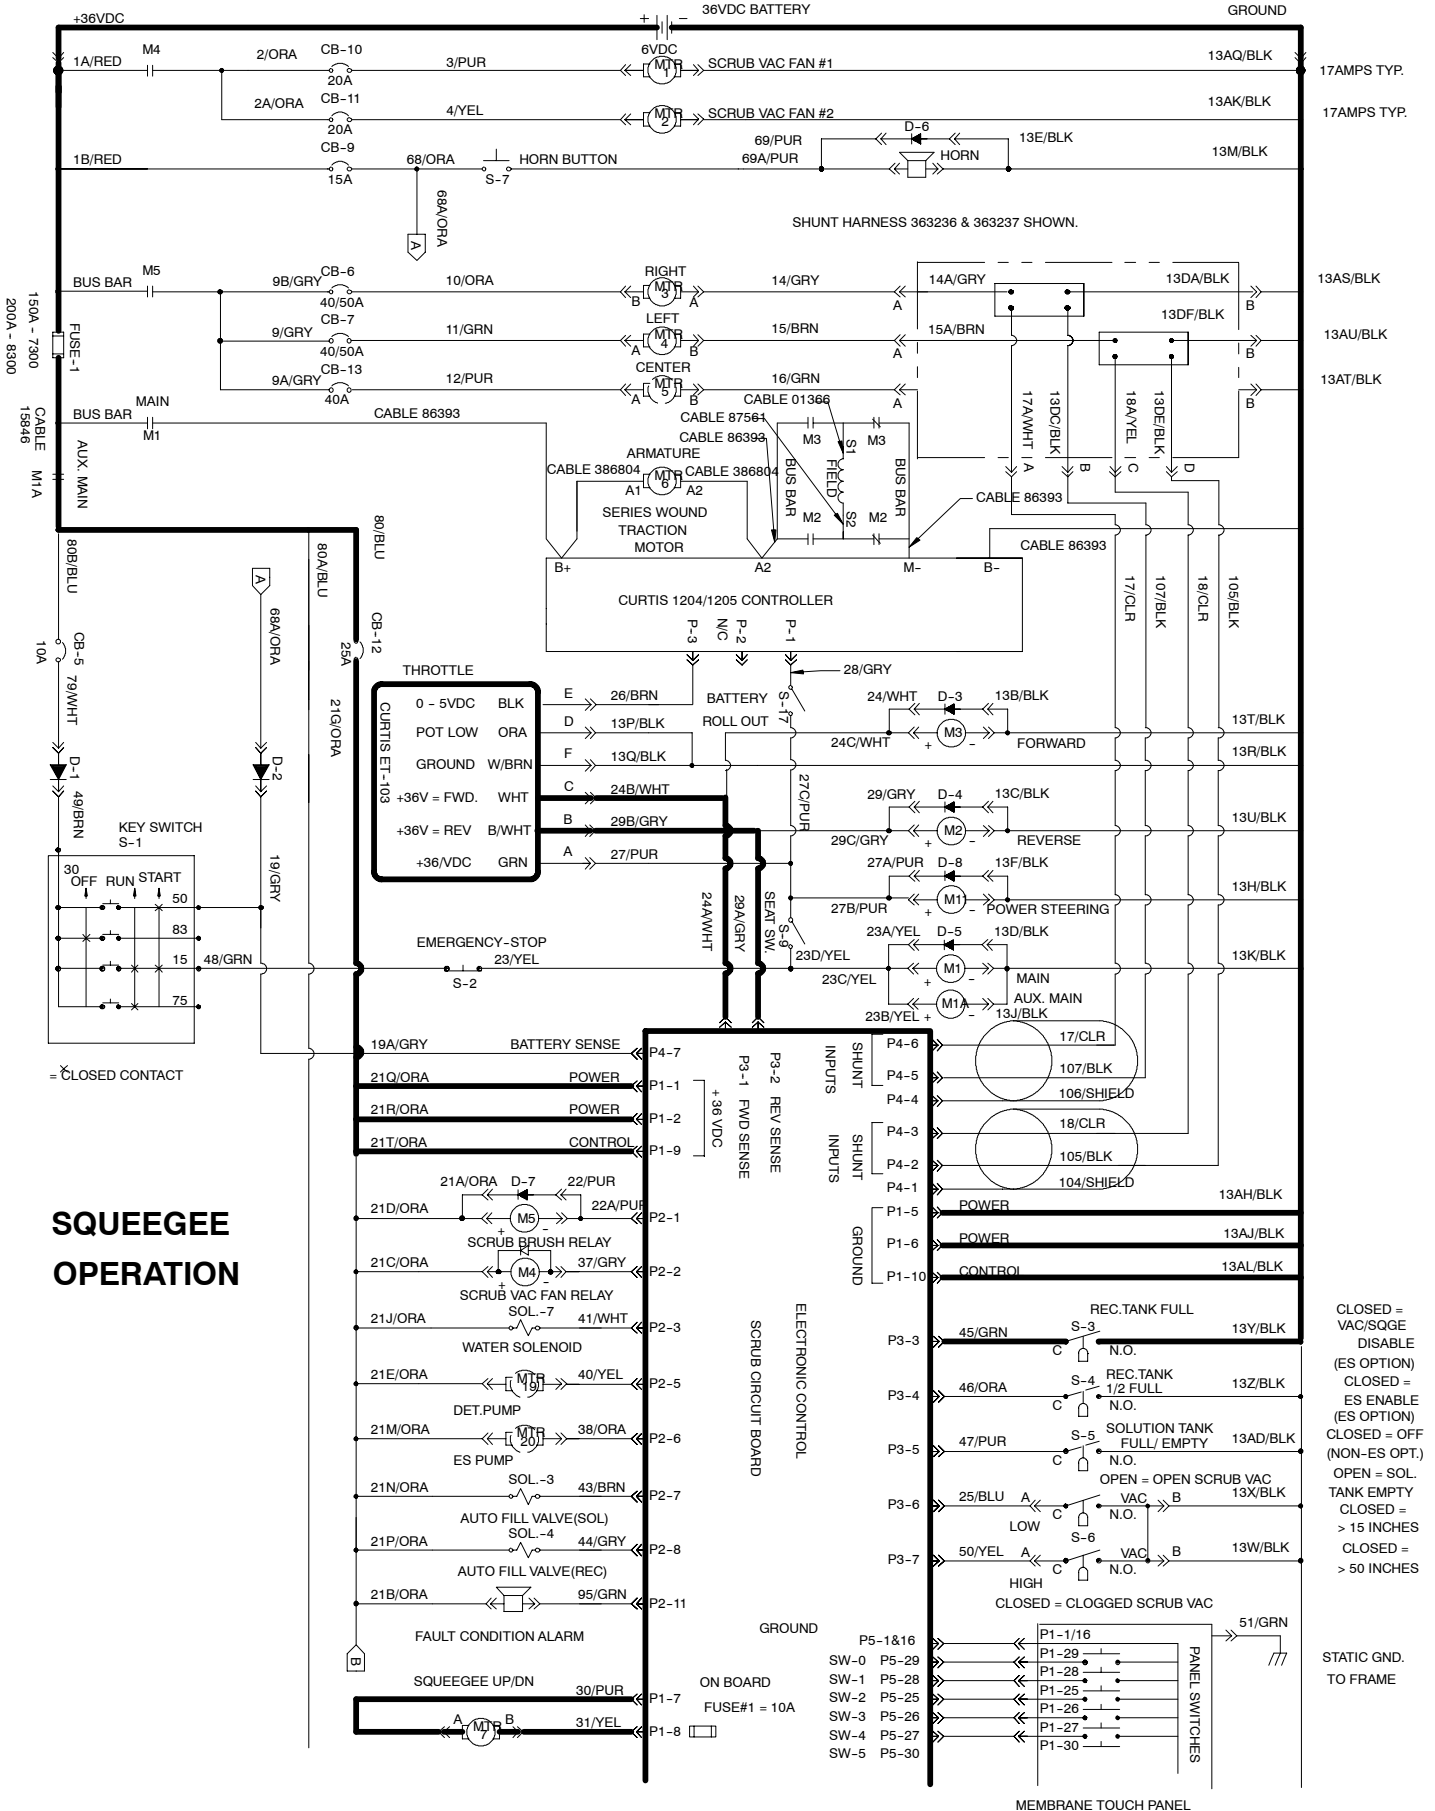 +36VDC
36VDC BATTERY
GROUND
+
−
1A/RED
M4
2/ORA
CB-10
20A
3/PUR
6VDC
MTR
1
SCRUB VAC FAN #1
13AQ/BLK
17AMPS TYP.
2A/ORA
CB-11
20A
4/YEL
MTR
2
SCRUB VAC FAN #2
13AK/BLK
17AMPS TYP.
1B/RED
CB-9
15A
68/ORA
S-7
HORN BUTTON
69/PUR
69A/PUR
D-6
HORN
13E/BLK
13M/BLK
68A/ORA
A
SHUNT HARNESS 363236 & 363237 SHOWN.
BUS BAR
M5
9B/GRY
CB-6
40/50A
10/ORA
RIGHT
MTR
3
B
A
14/GRY
A
14A/GRY
13DA/BLK
B
13AS/BLK
9/GRY
CB-7
40/50A
11/GRN
LEFT
MTR
4
A
B
15/BRN
A
15A/BRN
13DF/BLK
B
13AU/BLK
9A/GRY
CB-13
40A
12/PUR
CENTER
MTR
5
A
B
16/GRN
A
B
13AT/BLK
150A - 7300
200A - 8300
FUSE-1
CABLE
15846
M1A
AUX. MAIN
BUS BAR
MAIN
M1
CABLE 86393
CABLE 01366
CABLE 87561
CABLE 86393
M3
M3
S1
FIELD
S2
BUS BAR
BUS BAR
M2
M2
ARMATURE
CABLE 386804
A1
MTR
6
A2
CABLE 386804
SERIES WOUND
TRACTION
MOTOR
CABLE 86393
CABLE 86393
17A/WHT
13DC/BLK
18A/YEL
13DE/BLK
A
B
C
D
B+
A2
M-
B-
CURTIS 1204/1205 CONTROLLER
P-3
N/C
P-2
P-1
17/CLR
107/BLK
18/CLR
105/BLK
80B/BLU
A
68A/ORA
80A/BLU
80/BLU
CB-5
10A
CB-12
25A
79/WHT
21G/ORA
D-1
D-2
49/BRN
19/GRY
THROTTLE
CURTIS ET-103
0 - 5VDC BLK
POT LOW ORA
GROUND W/BRN
+36V = FWD. WHT
+36V = REV B/WHT
+36/VDC GRN
E
26/BRN
D
13P/BLK
F
13Q/BLK
C
24B/WHT
B
29B/GRY
A
27/PUR
28/GRY
BATTERY
ROLL OUT
S-17
27C/PUR
24/WHT
D-3
13B/BLK
24C/WHT
+
M3
-
FORWARD
13T/BLK
13R/BLK
29/GRY
D-4
13C/BLK
29C/GRY
+
M2
-
REVERSE
13U/BLK
27A/PUR
D-8
13F/BLK
27B/PUR
+
M11
-
POWER STEERING
13H/BLK
24A/WHT
29A/GRY
SEAT SW.
S-9
23A/YEL
D-5
13D/BLK
23D/YEL
23C/YEL
+
M1
-
MAIN
13K/BLK
AUX. MAIN
M1A
23B/YEL +
-
13J/BLK
KEY SWITCH
S-1
30
OFF RUN START
50
83
15
75
48/GRN
EMERGENCY-STOP
23/YEL
S-2
X
= CLOSED CONTACT
19A/GRY
BATTERY SENSE
P4-7
21Q/ORA
POWER
P1-1
21R/ORA
POWER
P1-2
21T/ORA
CONTROL
P1-9
+ 36 VDC
P3-1 FWD SENSE
P3-2 REV SENSE
SHUNT
INPUTS
P4-6
17/CLR
P4-5
107/BLK
P4-4
106/SHIELD
SHUNT
INPUTS
P4-3
18/CLR
P4-2
105/BLK
P4-1
104/SHIELD
GROUND
P1-5
POWER
13AH/BLK
P1-6
POWER
13AJ/BLK
P1-10
CONTROL
13AL/BLK
SQUEEGEE
OPERATION
21A/ORA
D-7
22/PUR
21D/ORA
+
M5
-
22A/PUR
P2-1
SCRUB BRUSH RELAY
21C/ORA
+
M4
-
37/GRY
P2-2
SCRUB VAC FAN RELAY
21J/ORA
SOL.-7
41/WHT
P2-3
WATER SOLENOID
21E/ORA
MTR
19
40/YEL
P2-5
DET.PUMP
21M/ORA
MTR
20
38/ORA
P2-6
ES PUMP
21N/ORA
SOL.-3
43/BRN
P2-7
AUTO FILL VALVE(SOL)
21P/ORA
SOL.-4
44/GRY
P2-8
AUTO FILL VALVE(REC)
21B/ORA
95/GRN
P2-11
FAULT CONDITION ALARM
B
SCRUB CIRCUIT BOARD
ELECTRONIC CONTROL
P3-3
45/GRN
REC.TANK FULL
S-3
C
N.O.
13Y/BLK
P3-4
46/ORA
REC.TANK
1/2 FULL
S-4
C
N.O.
13Z/BLK
P3-5
47/PUR
SOLUTION TANK
FULL/ EMPTY
S-5
C
N.O.
13AD/BLK
OPEN = OPEN SCRUB VAC
P3-6
25/BLU
A
LOW
C
VAC
N.O.
B
13X/BLK
S-6
P3-7
50/YEL
A
HIGH
C
VAC
N.O.
B
13W/BLK
CLOSED = CLOGGED SCRUB VAC
CLOSED =
VAC/SQGE
DISABLE
(ES OPTION)
CLOSED =
ES ENABLE
(ES OPTION)
CLOSED = OFF
(NON-ES OPT.)
OPEN = SOL.
TANK EMPTY
CLOSED =
> 15 INCHES
CLOSED =
> 50 INCHES
SQUEEGEE UP/DN
30/PUR
P1-7
A
MTR
7
B
31/YEL
P1-8
ON BOARD
FUSE#1 = 10A
GROUND
P5-1&16
SW-0 P5-29
SW-1 P5-28
SW-2 P5-25
SW-3 P5-26
SW-4 P5-27
SW-5 P5-30
P1-1/16
P1-29
P1-28
P1-25
P1-26
P1-27
P1-30
PANEL SWITCHES
51/GRN
STATIC GND.
TO FRAME
MEMBRANE TOUCH PANEL